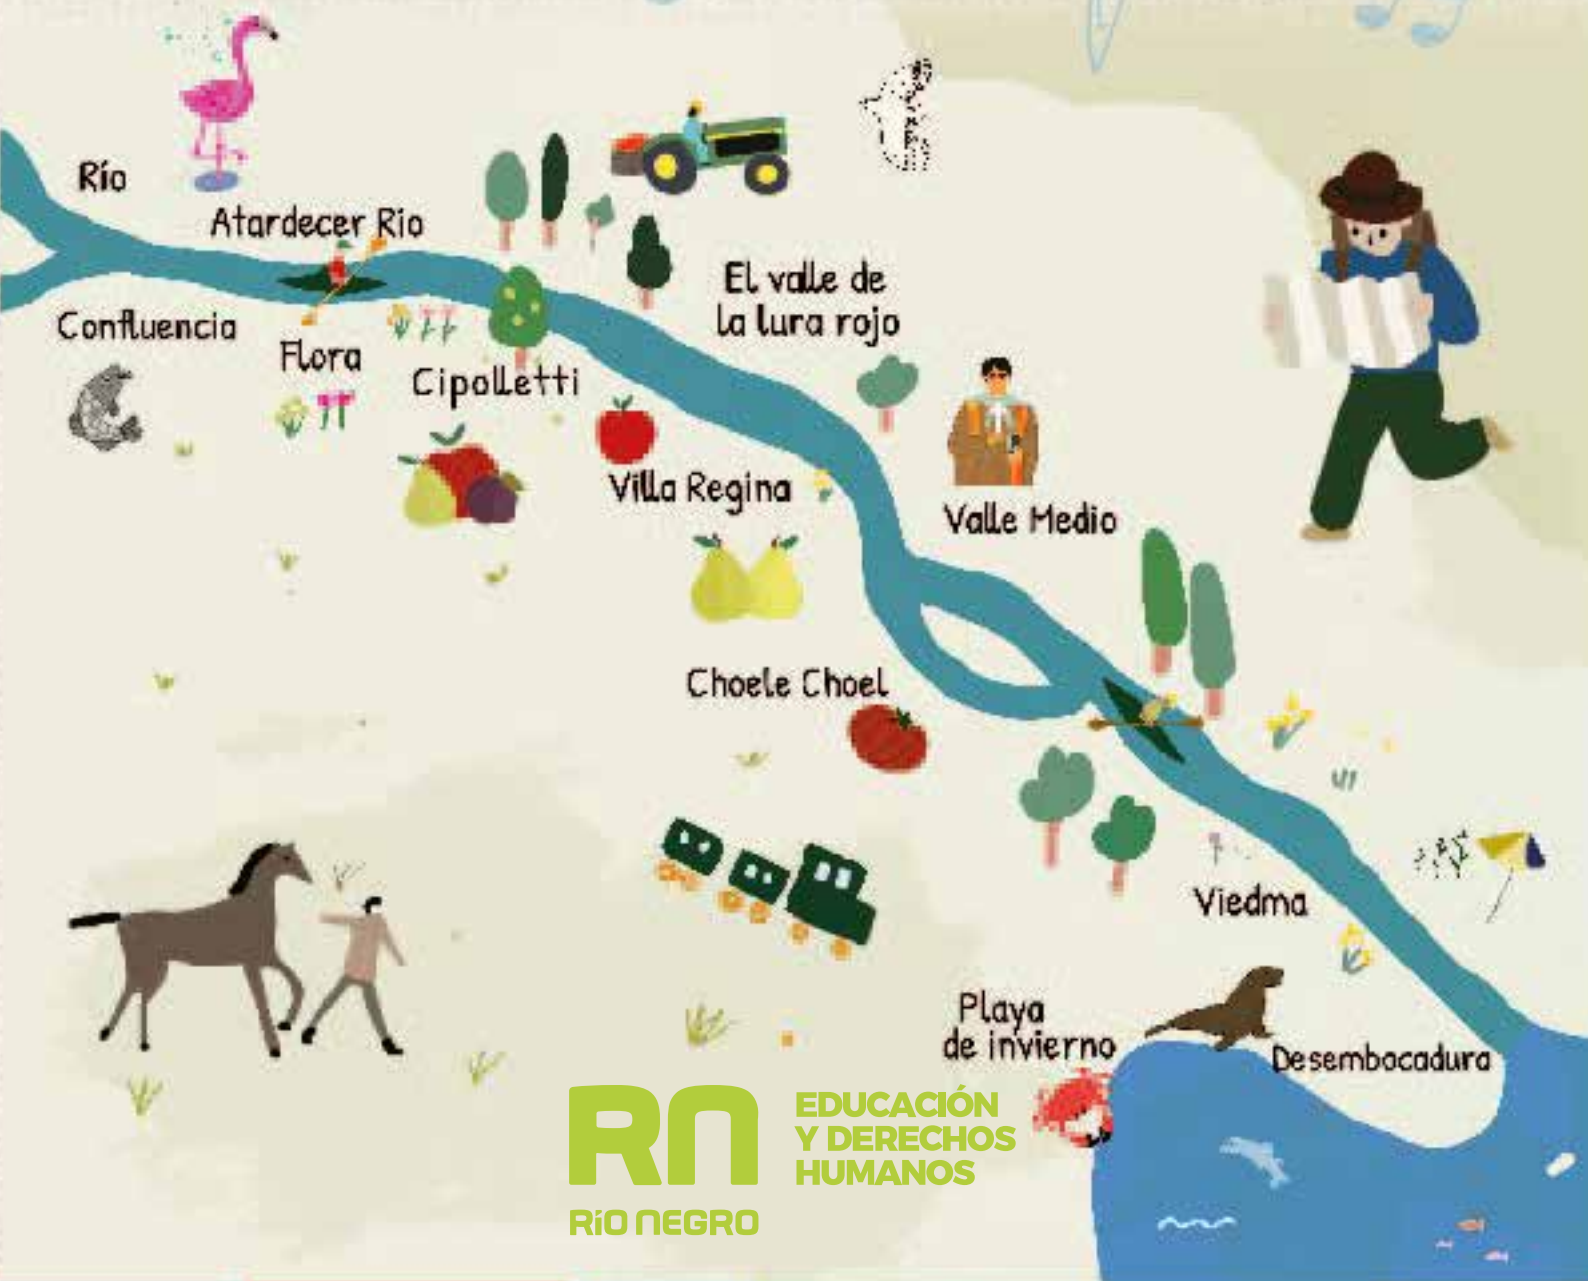 Río
Atardecer Rio
El valle de
la lura rojo
Confluencia
Flora
Cipolletti
Villa Regina
Valle Medio
Choele Choel
Viedma
Playa
de invierno
Desembocadura
RN
EDUCACIÓN
Y DERECHOS
HUMANOS
RíO NEGRO